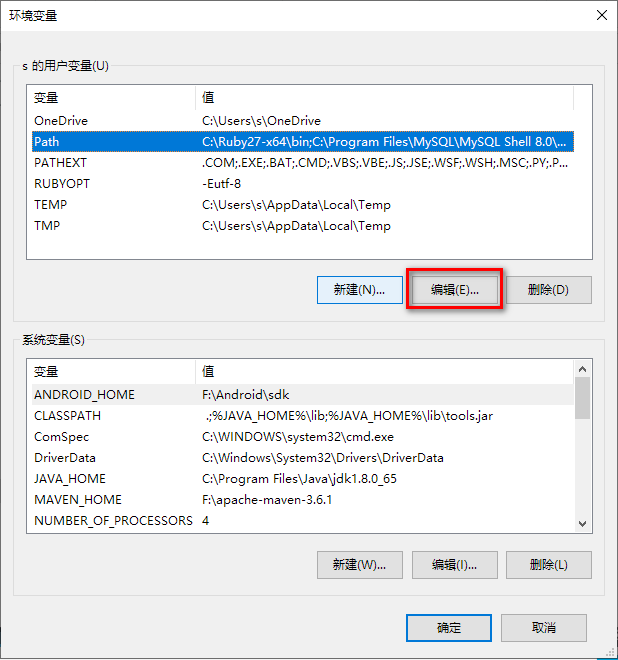 环境变量
s 的用户变量(U)
变量 值
OneDrive C:\Users\s\OneDrive
Path C:\Ruby27-x64\bin;C:\Program Files\MySQL\MySQL Shell 8.0\...
PATHEXT .COM;.EXE;.BAT;.CMD;.VBS;.VBE;.JS;.JSE;.WSF;.WSH;.MSC;.PY;.P...
RUBYOPT -Eutf-8
TEMP C:\Users\s\AppData\Local\Temp
TMP C:\Users\s\AppData\Local\Temp
新建(N)... 编辑(E)... 删除(D)
系统变量(S)
变量 值
ANDROID_HOME F:\Android\sdk
CLASSPATH .;%JAVA_HOME%\lib;%JAVA_HOME%\lib\tools.jar
ComSpec C:\WINDOWS\system32\cmd.exe
DriverData C:\Windows\System32\Drivers\DriverData
JAVA_HOME C:\Program Files\Java\jdk1.8.0_65
MAVEN_HOME F:\apache-maven-3.6.1
NUMBER_OF_PROCESSORS 4
新建(W)... 编辑(I)... 删除(L)
确定 取消